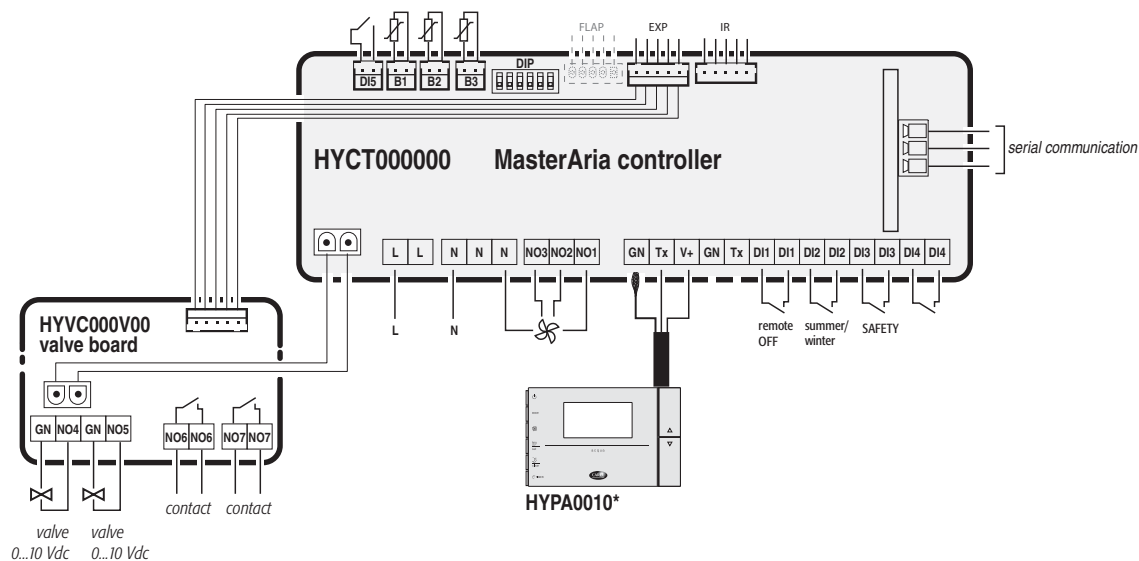 FLAP EXP IR
DI5 B1 B2 B3 DIP
HYCT000000 MasterAria controller
serial communication
L L N N N NO3 NO2 NO1 GN Tx V+ GN Tx DI1 DI1 DI2 DI2 DI3 DI3 DI4 DI4
L N
remote
OFF
summer/
winter
SAFETY
HYVC000V00
valve board
GN NO4 GN NO5 NO6 NO6 NO7 NO7
contact contact
valve
0...10 Vdc
valve
0...10 Vdc
HYPA0010*